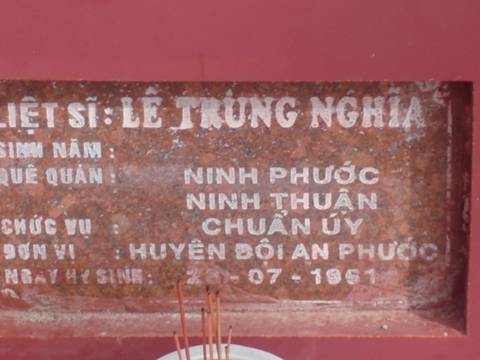 LIỆT SĨ: LÊ TRUNG NGHĨA
SINH NĂM :
QUÊ QUÁN : NINH PHƯỚC
NINH THUẬN
CHỨC VỤ : CHUẨN ÚY
ĐƠN VỊ : HUYỆN ĐỘI AN PHƯỚC
NGÀY HY SINH: -07-1961